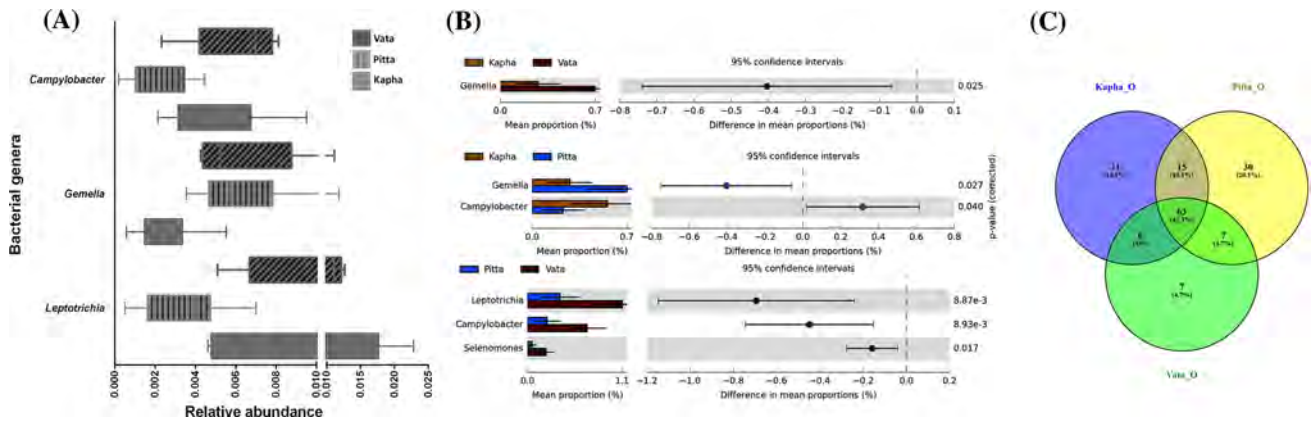 (A)
Bacterial genera
Campylobacter
Gemella
Leptotrichia
Vata
Pitta
Kapha
0.000
0.002
0.004
0.006
0.008
0.010
0.010
0.015
0.020
0.025
Relative abundance
(B)
Kapha Vata
95% confidence intervals
Gemella
0.025
0.0 0.7
−0.8 −0.7 −0.6 −0.5 −0.4 −0.3 −0.2 −0.1 0.0 0.1
Mean proportion (%)
Difference in mean proportions (%)
Kapha Pitta
95% confidence intervals
Gemella
0.027
Campylobacter
0.040
0.0 0.7
−0.8 −0.6 −0.4 −0.2 0.0 0.2 0.4 0.6 0.8
Mean proportion (%)
Difference in mean proportions (%)
p-value (corrected)
Pitta Vata
95% confidence intervals
Leptotrichia
8.87e-3
Campylobacter
8.93e-3
Selenomones
0.017
0.0 1.1
−1.2 −1.0 −0.8 −0.6 −0.4 −0.2 0.0 0.2
Mean proportion (%)
Difference in mean proportions (%)
(C)
Kapha_O
Pitta_O
15
30
63
6
7
7
Vata_O